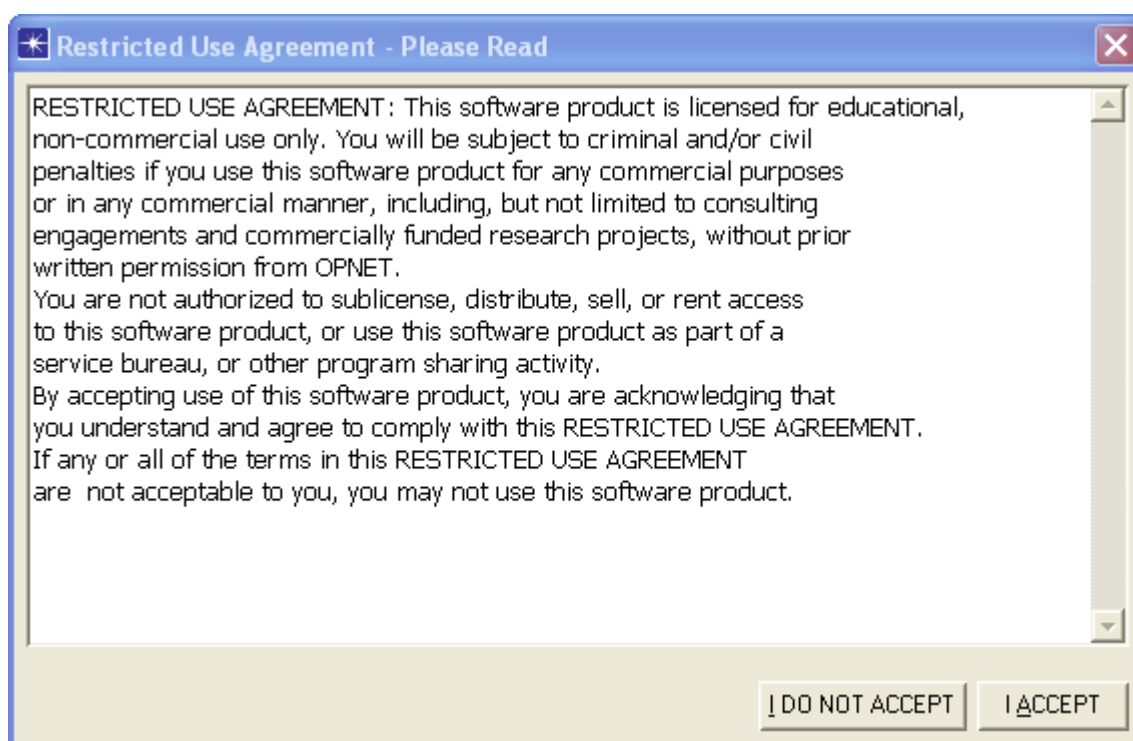 Restricted Use Agreement - Please Read
RESTRICTED USE AGREEMENT: This software product is licensed for educational,
non-commercial use only. You will be subject to criminal and/or civil
penalties if you use this software product for any commercial purposes
or in any commercial manner, including, but not limited to consulting
engagements and commercially funded research projects, without prior
written permission from OPNET.
You are not authorized to sublicense, distribute, sell, or rent access
to this software product, or use this software product as part of a
service bureau, or other program sharing activity.
By accepting use of this software product, you are acknowledging that
you understand and agree to comply with this RESTRICTED USE AGREEMENT.
If any or all of the terms in this RESTRICTED USE AGREEMENT
are  not acceptable to you, you may not use this software product.
I DO NOT ACCEPT
I ACCEPT